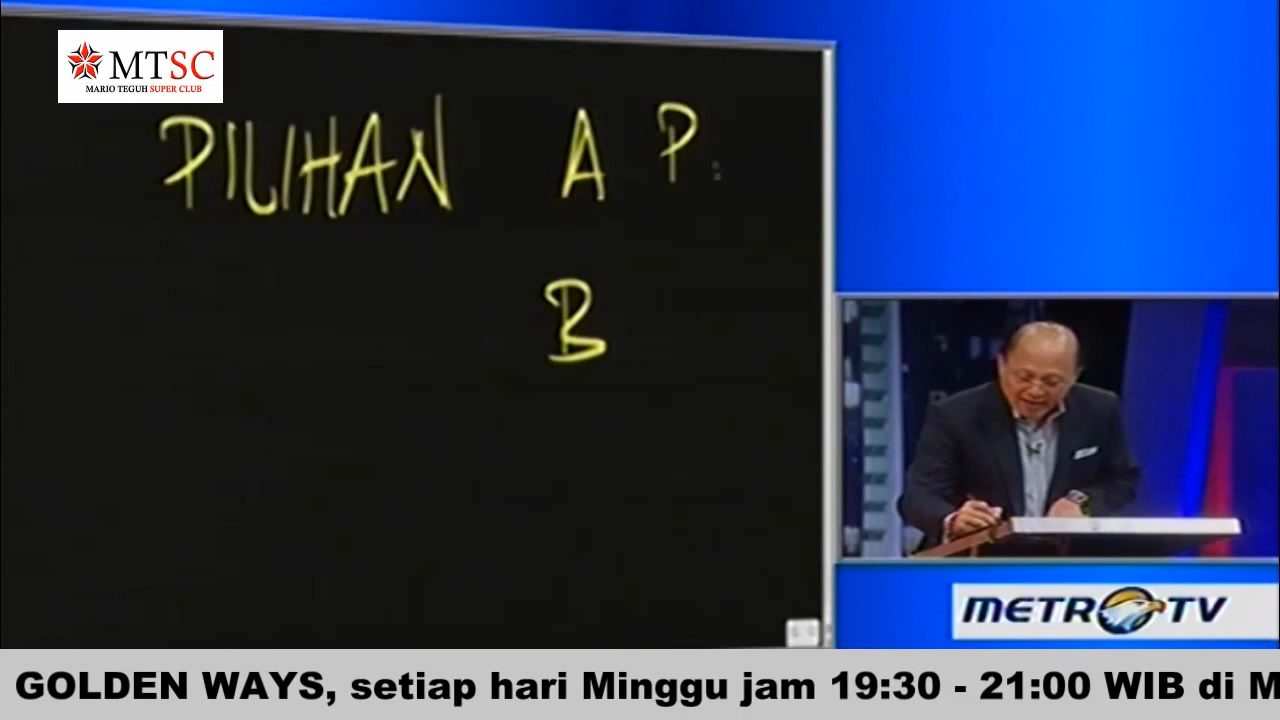 MTSC
MARIO TEGUH SUPER CLUB
PILIHAN A P
B
METRO TV
GOLDEN WAYS, setiap hari Minggu jam 19:30 - 21:00 WIB di M